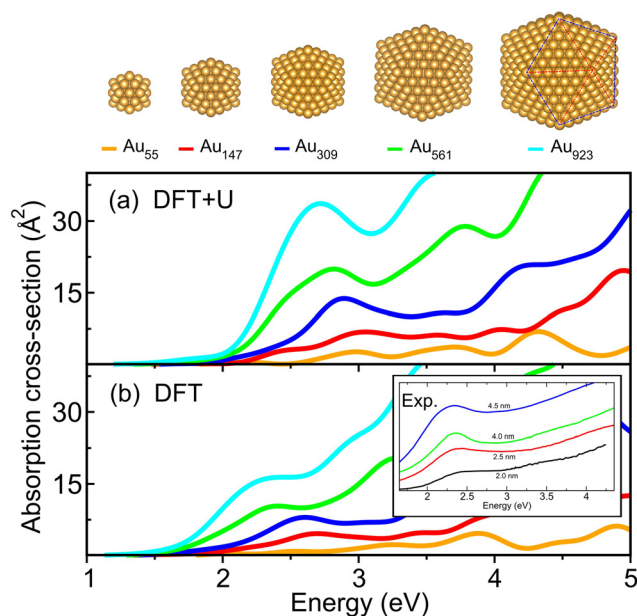 Au55 Au147 Au309 Au561 Au923
(a) DFT+U
30
15
Absorption cross-section (Å²)
(b) DFT
30
15
Exp.
4.5 nm
4.0 nm
2.5 nm
2.0 nm
2 2.5 3 3.5 4
Energy (eV)
1 2 3 4 5
Energy (eV)